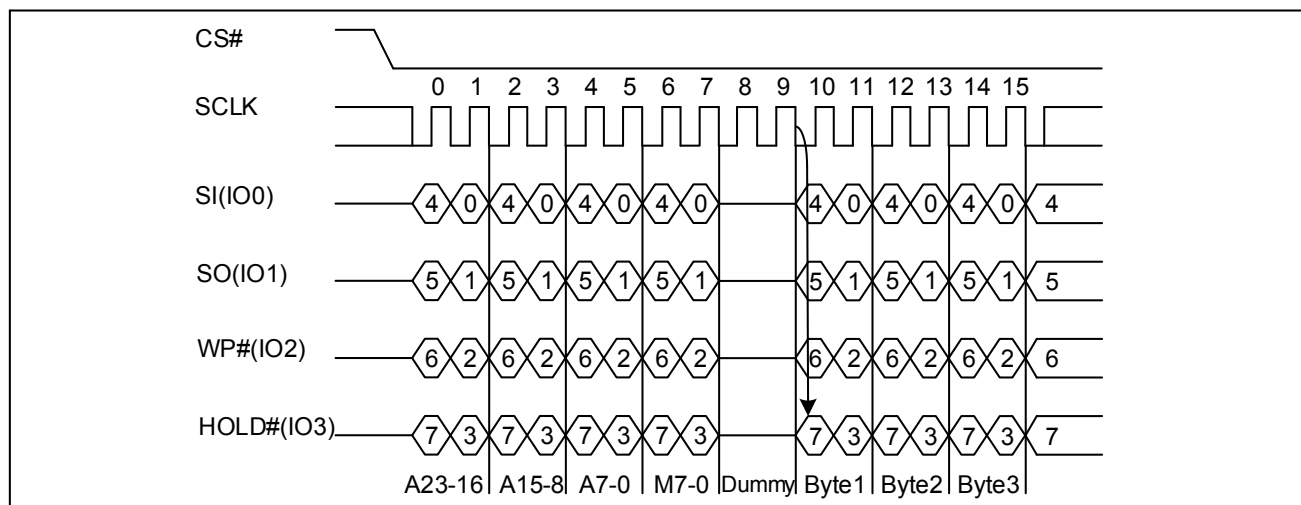 CS#
0 1 2 3 4 5 6 7 8 9 10 11 12 13 14 15
SCLK
SI(IO0) 4 0 4 0 4 0 4 0 4 0 4 0 4 0 4
SO(IO1) 5 1 5 1 5 1 5 1 5 1 5 1 5 1 5
WP#(IO2) 6 2 6 2 6 2 6 2 6 2 6 2 6 2 6
HOLD#(IO3) 7 3 7 3 7 3 7 3 7 3 7 3 7 3 7
A23-16 A15-8 A7-0 M7-0 Dummy Byte1 Byte2 Byte3